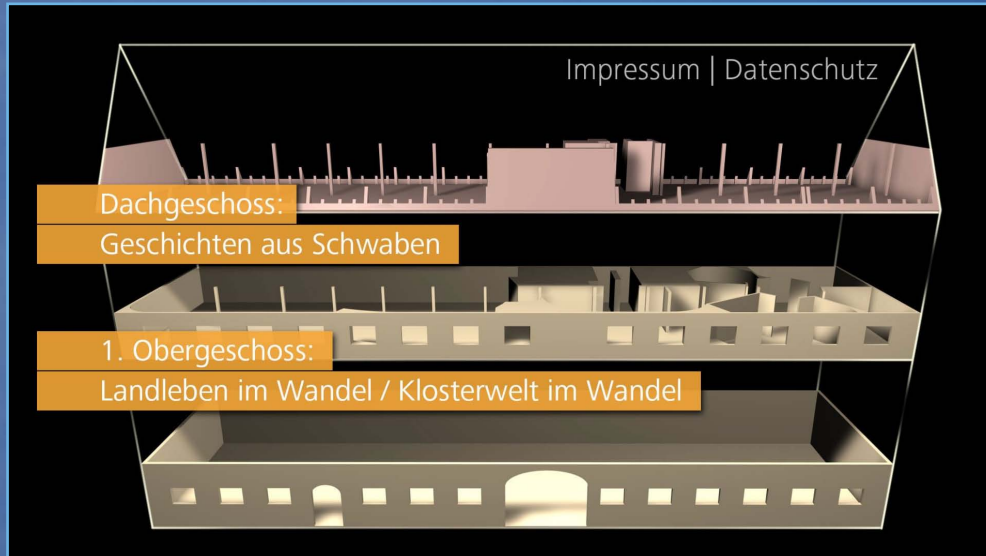 Impressum | Datenschutz
Dachgeschoss:
Geschichten aus Schwaben
1. Obergeschoss:
Landleben im Wandel / Klosterwelt im Wandel